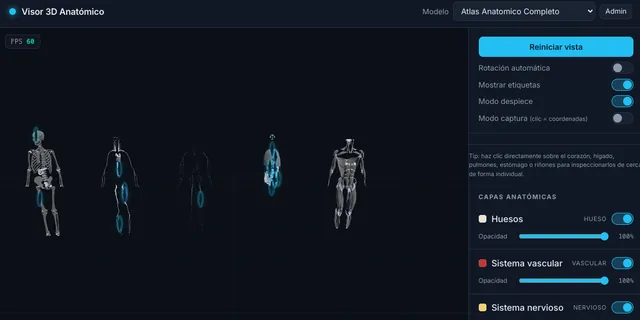 Visor 3D Anatómico
Modelo
Atlas Anatomico Completo
Admin
FPS 60
Reiniciar vista
Rotación automática
Mostrar etiquetas
Modo despiece
Modo captura (clic = coordenadas)
Tip: haz clic directamente sobre el corazón, hígado,
pulmones, estómago o riñones para inspeccionarlos de cerca
de forma individual.
CAPAS ANATÓMICAS
Huesos HUESO
Opacidad 100%
Sistema vascular VASCULAR
Opacidad 100%
Sistema nervioso NERVIOSO